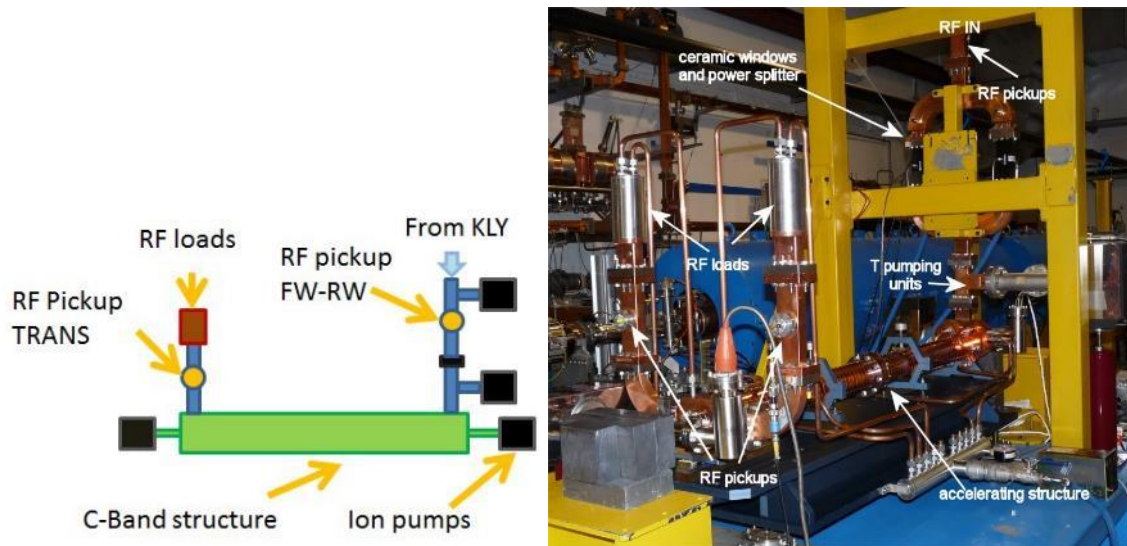 RF loads
RF Pickup
TRANS
From KLY
RF pickup
FW-RW
C-Band structure
Ion pumps
RF IN
ceramic windows
and power splitter
RF pickups
RF loads
T pumping
units
RF pickups
accelerating structure